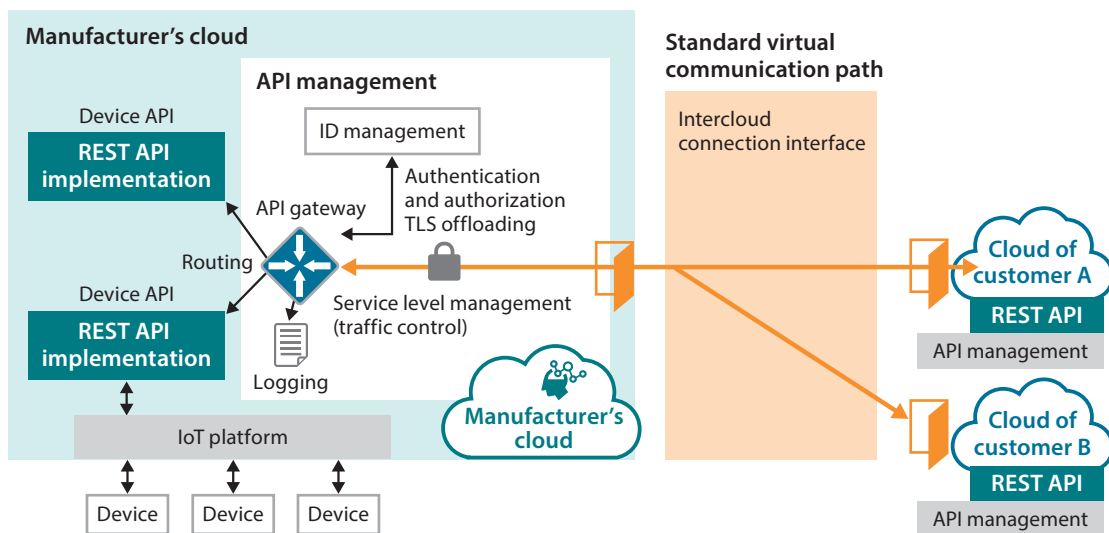 Manufacturer’s cloud
API management
Device API
REST API
implementation
ID management
Authentication
and authorization
TLS offloading
API gateway
Routing
Device API
REST API
implementation
Service level management
(traffic control)
Logging
Manufacturer’s
cloud
IoT platform
Device
Device
Device
Standard virtual
communication path
Intercloud
connection interface
Cloud of
customer A
REST API
API management
Cloud of
customer B
REST API
API management